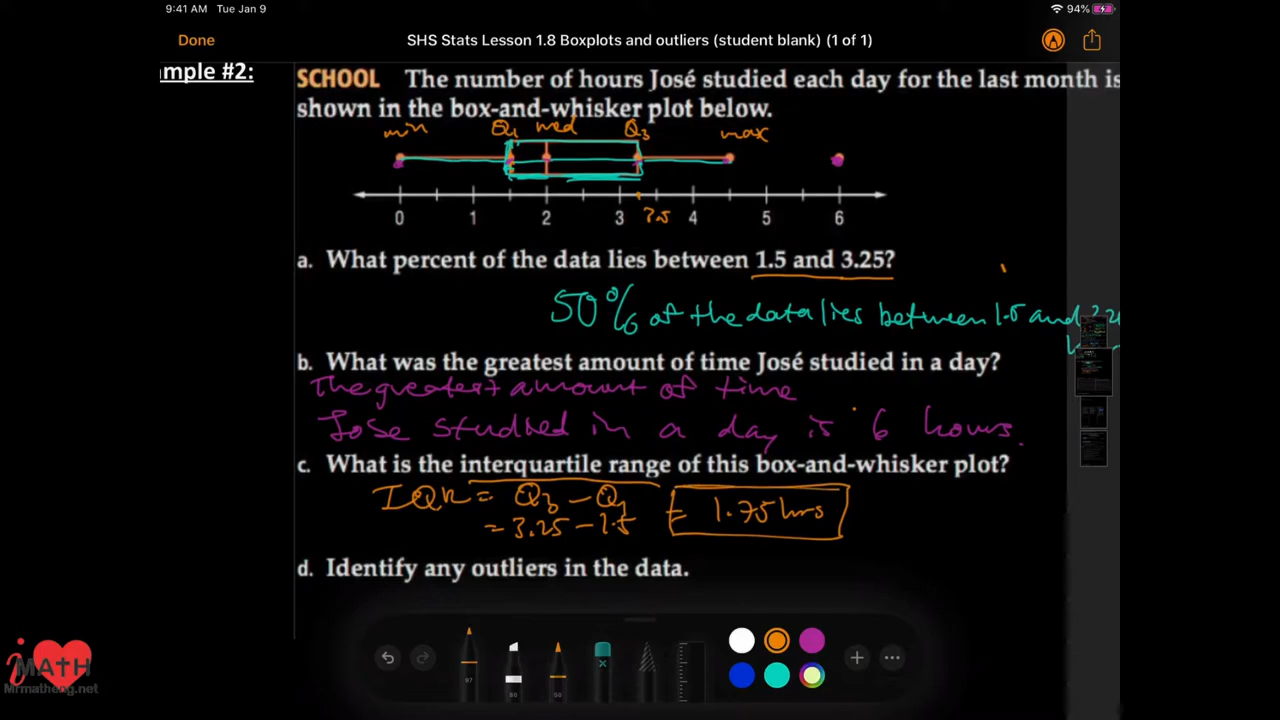 9:41 AM Tue Jan 9
94%
Done
SHS Stats Lesson 1.8 Boxplots and outliers (student blank) (1 of 1)
mple #2:
SCHOOL The number of hours José studied each day for the last month is
shown in the box-and-whisker plot below.
min Q1 med Q3 max
0 1 2 3 4 5 6
a. What percent of the data lies between 1.5 and 3.25?
50% of the data lies between 1.5 and
b. What was the greatest amount of time José studied in a day?
The greatest amount of time
Jose studied in a day is 6 hours.
c. What is the interquartile range of this box-and-whisker plot?
IQR = Q3 - Q1
= 3.25 - 1.5
= 1.75 hrs
d. Identify any outliers in the data.
i MATH
Mrmatheng.net